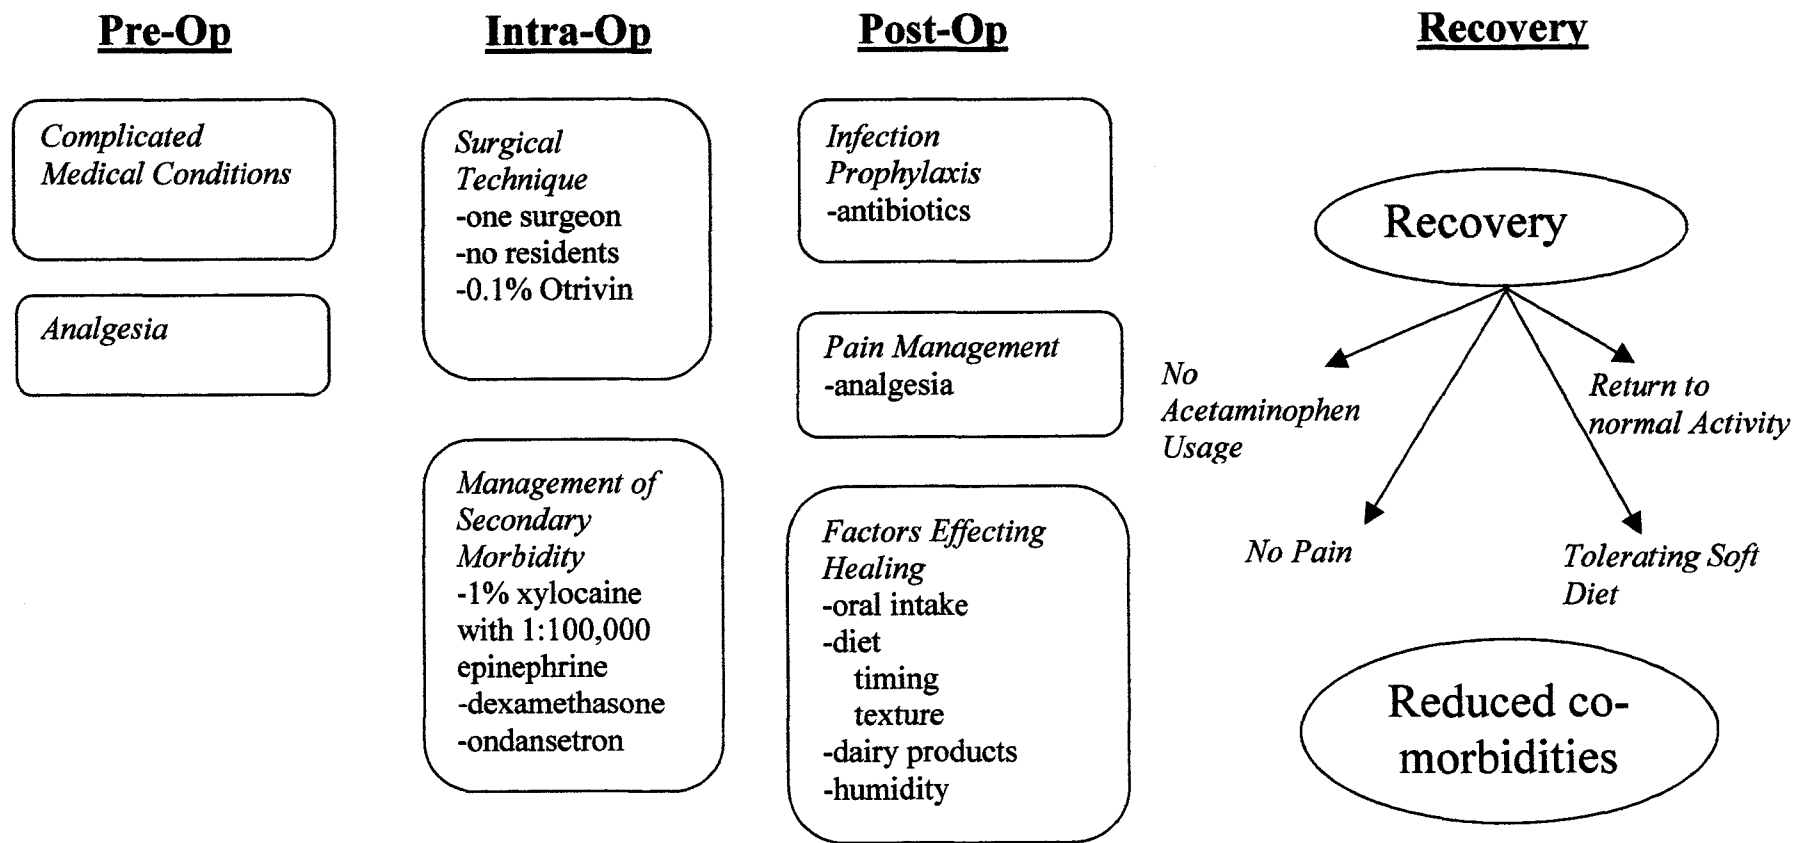 Pre-Op
Complicated
Medical Conditions
Analgesia
Intra-Op
Surgical
Technique
-one surgeon
-no residents
-0.1% Otrivin
Management of
Secondary
Morbidity
-1% xylocaine
with 1:100,000
epinephrine
-dexamethasone
-ondansetron
Post-Op
Infection
Prophylaxis
-antibiotics
Pain Management
-analgesia
Factors Effecting
Healing
-oral intake
-diet
timing
texture
-dairy products
-humidity
Recovery
Recovery
No
Acetaminophen
Usage
No Pain
Return to
normal Activity
Tolerating Soft
Diet
Reduced co-
morbidities